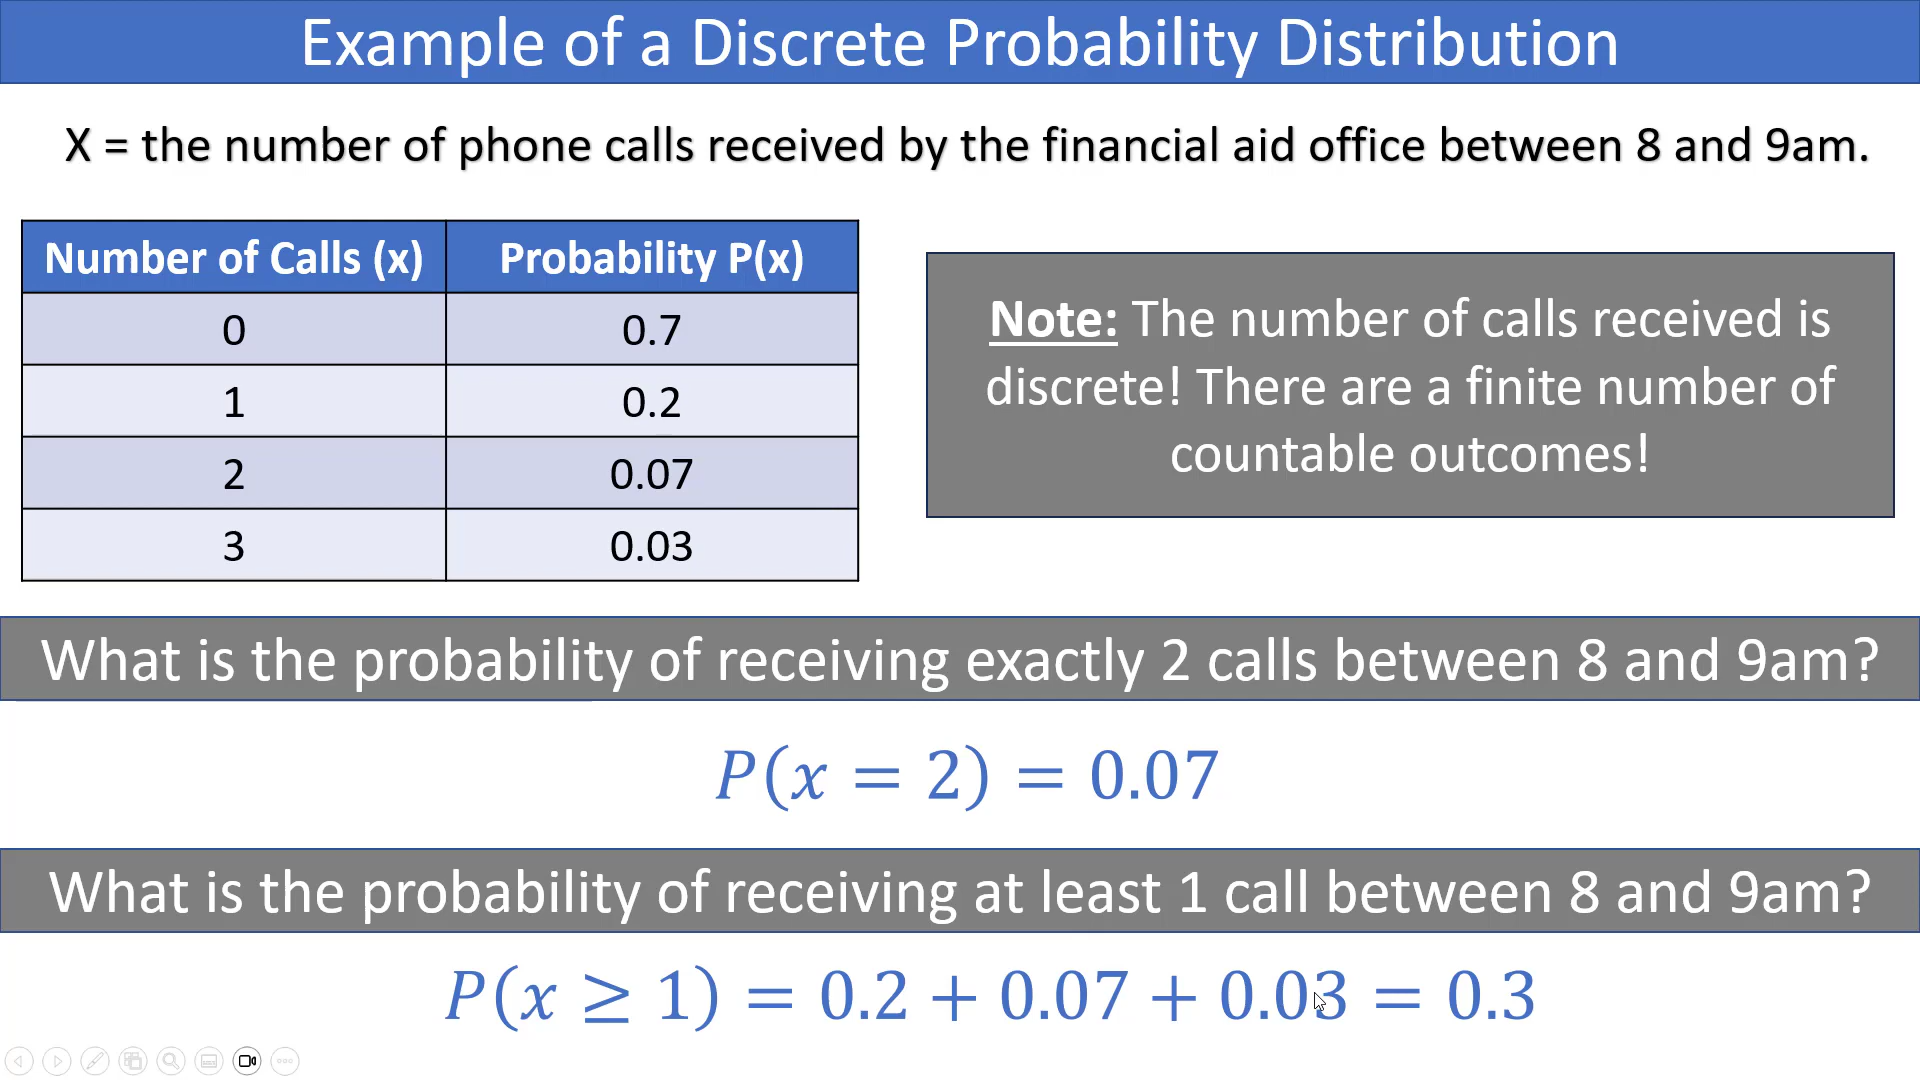 Example of a Discrete Probability Distribution
X = the number of phone calls received by the financial aid office between 8 and 9am.
Number of Calls (x) Probability P(x)
0 0.7
1 0.2
2 0.07
3 0.03
Note: The number of calls received is
discrete! There are a finite number of
countable outcomes!
What is the probability of receiving exactly 2 calls between 8 and 9am?
P(x = 2) = 0.07
What is the probability of receiving at least 1 call between 8 and 9am?
P(x ≥ 1) = 0.2 + 0.07 + 0.03 = 0.3